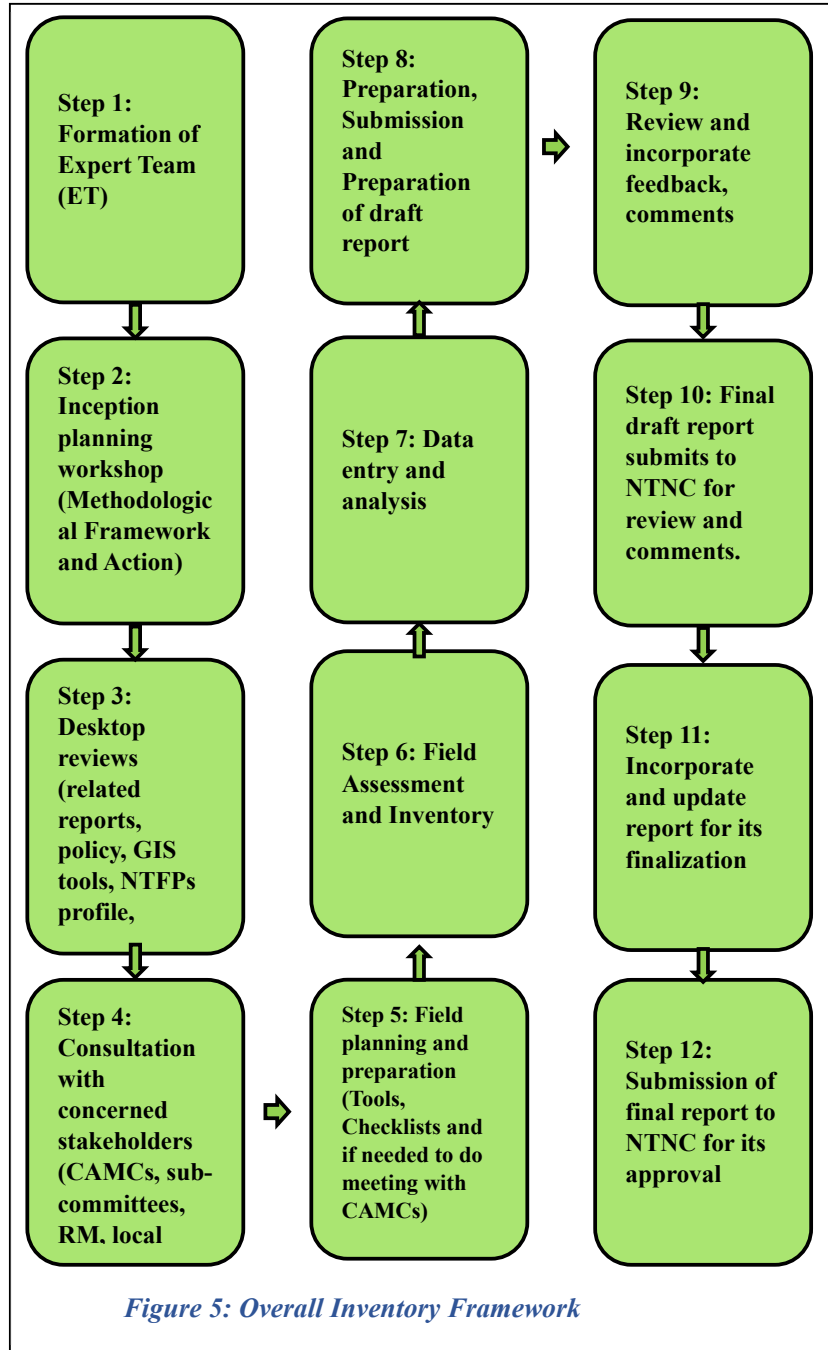 Step 1:
Formation of
Expert Team
(ET)
Step 2:
Inception
planning
workshop
(Methodologic
al Framework
and Action)
Step 3:
Desktop
reviews
(related
reports,
policy, GIS
tools, NTFPs
profile,
Step 4:
Consultation
with
concerned
stakeholders
(CAMCs, sub-
committees,
RM, local
Step 5: Field
planning and
preparation
(Tools,
Checklists and
if needed to do
meeting with
CAMCs)
Step 6: Field
Assessment
and Inventory
Step 7: Data
entry and
analysis
Step 8:
Preparation,
Submission
and
Preparation
of draft
report
Step 9:
Review and
incorporate
feedback,
comments
Step 10: Final
draft report
submits to
NTNC for
review and
comments.
Step 11:
Incorporate
and update
report for its
finalization
Step 12:
Submission of
final report to
NTNC for its
approval
Figure 5: Overall Inventory Framework